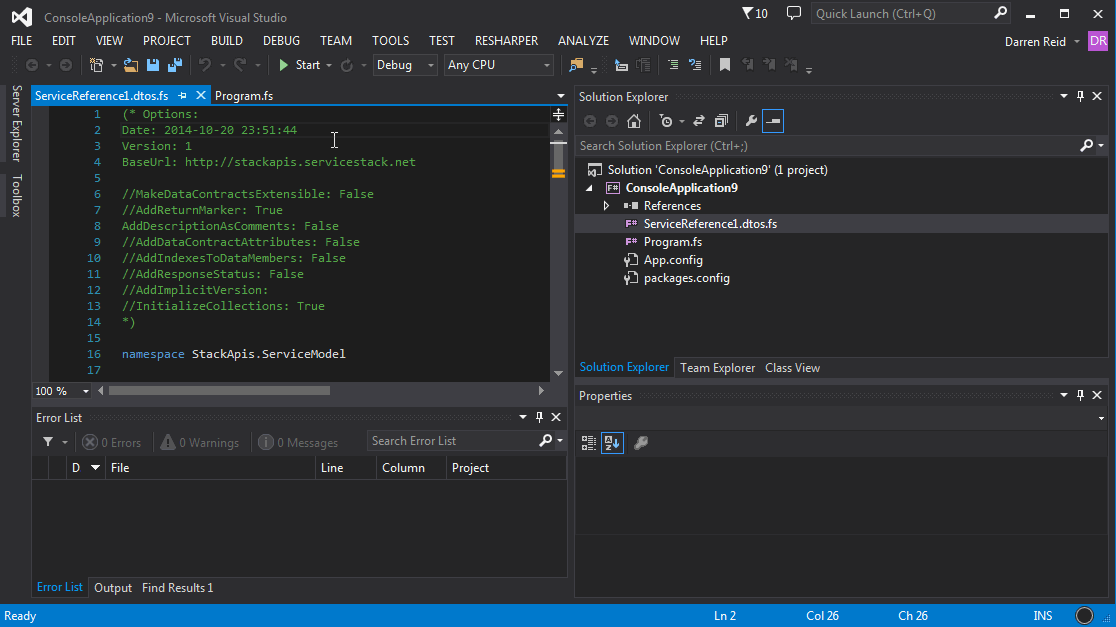 ConsoleApplication9 - Microsoft Visual Studio
10
Quick Launch (Ctrl+Q)
FILE EDIT VIEW PROJECT BUILD DEBUG TEAM TOOLS TEST RESHARPER ANALYZE WINDOW HELP
Darren Reid DR
Start Debug Any CPU
Server Explorer
Toolbox
ServiceReference1.dtos.fs Program.fs
1 (* Options:
2 Date: 2014-10-20 23:51:44
3 Version: 1
4 BaseUrl: http://stackapis.servicestack.net
5
6 //MakeDataContractsExtensible: False
7 //AddReturnMarker: True
8 AddDescriptionAsComments: False
9 //AddDataContractAttributes: False
10 //AddIndexesToDataMembers: False
11 //AddResponseStatus: False
12 //AddImplicitVersion:
13 //InitializeCollections: True
14 *)
15
16 namespace StackApis.ServiceModel
17
100 %
Solution Explorer
Search Solution Explorer (Ctrl+;)
Solution 'ConsoleApplication9' (1 project)
F# ConsoleApplication9
References
F# ServiceReference1.dtos.fs
F# Program.fs
App.config
packages.config
Solution Explorer Team Explorer Class View
Error List
0 Errors 0 Warnings 0 Messages Search Error List
D File Line Column Project
Error List Output Find Results 1
Properties
Ready Ln 2 Col 26 Ch 26 INS